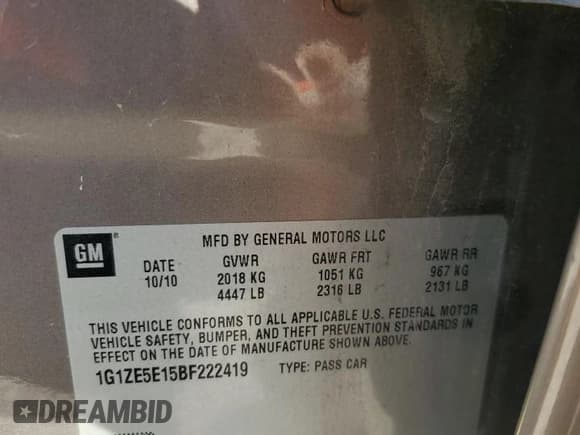 GM ®
MFD BY GENERAL MOTORS LLC
DATE GVWR GAWR FRT GAWR RR
10/10 2018 KG 1051 KG 967 KG
4447 LB 2316 LB 2131 LB
THIS VEHICLE CONFORMS TO ALL APPLICABLE U.S. FEDERAL MOTOR
VEHICLE SAFETY, BUMPER, AND THEFT PREVENTION STANDARDS IN
EFFECT ON THE DATE OF MANUFACTURE SHOWN ABOVE.
1G1ZE5E15BF222419 TYPE: PASS CAR
DREAMBID